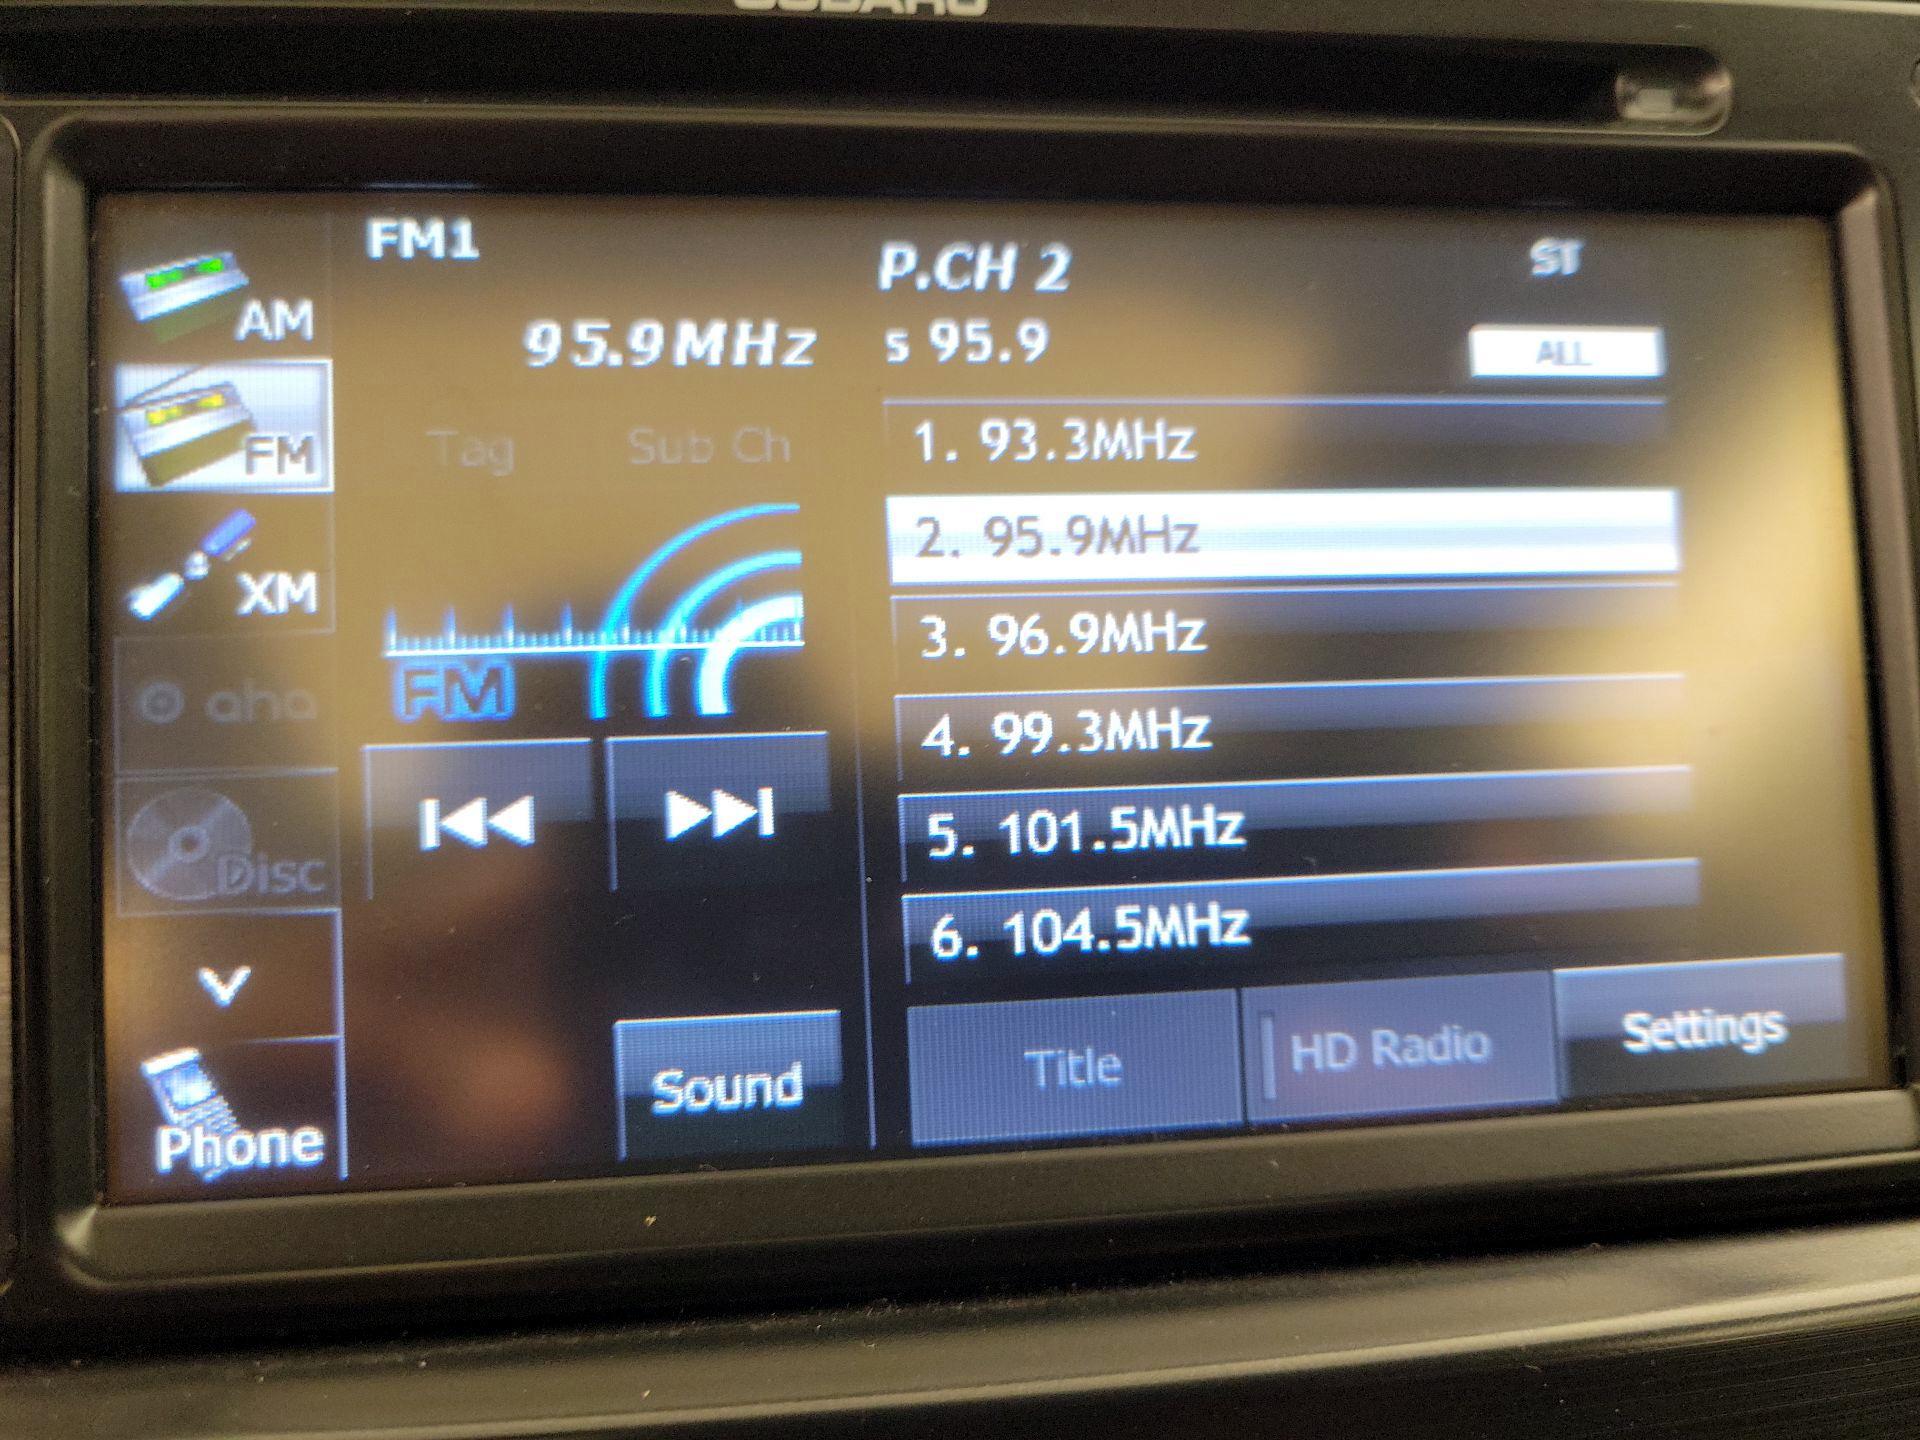 SUBARU
AM
FM
XM
aha
Disc
Phone
FM1
95.9MHz
Tag Sub Ch
FM
Sound
P.CH 2
ST
s 95.9
ALL
1. 93.3MHz
2. 95.9MHz
3. 96.9MHz
4. 99.3MHz
5. 101.5MHz
6. 104.5MHz
Title
HD Radio
Settings